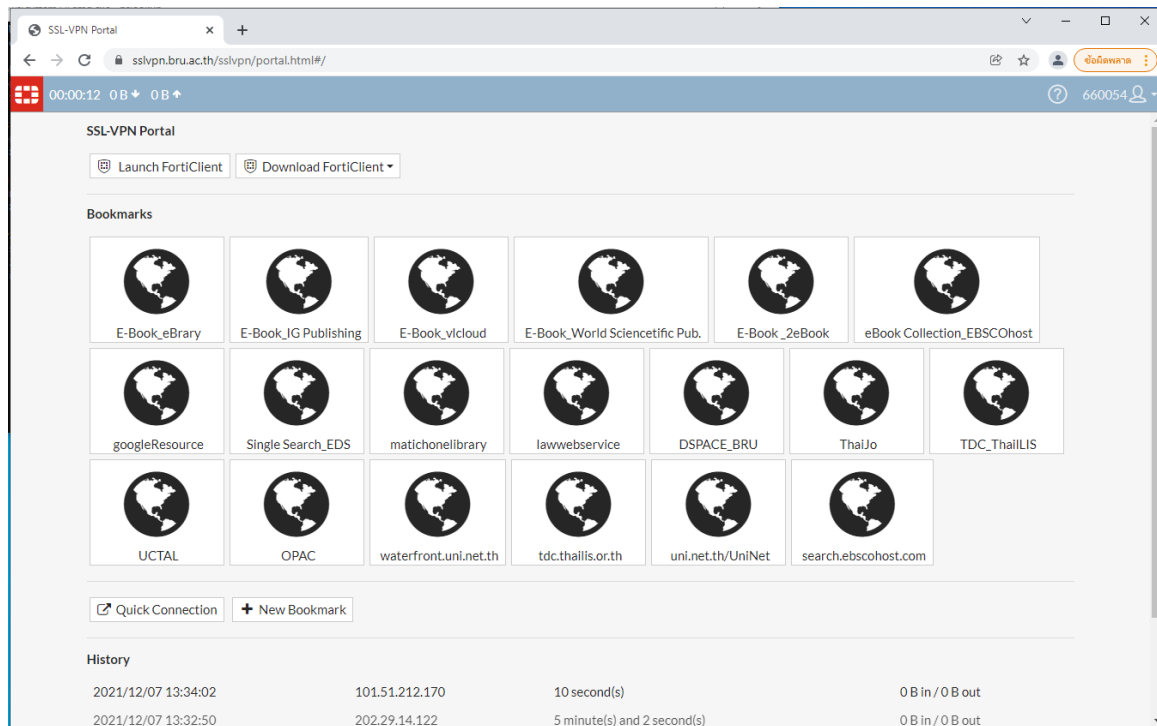 SSL-VPN Portal
sslvpn.bru.ac.th/sslvpn/portal.html#/
ข้อผิดพลาด
00:00:12 0 B 0 B 660054
SSL-VPN Portal
Launch FortiClient Download FortiClient
Bookmarks
E-Book_eBrary E-Book_IG Publishing E-Book_vlcloud E-Book_World Sciencetific Pub. E-Book _2eBook eBook Collection_EBSCOhost
googleResource Single Search_EDS matichonelibrary lawwebservice DSPACE_BRU ThaiJo TDC_ThailLIS
UCTAL OPAC waterfront.uni.net.th tdc.thailis.or.th uni.net.th/UniNet search.ebscohost.com
Quick Connection New Bookmark
History
2021/12/07 13:34:02 101.51.212.170 10 second(s) 0 B in / 0 B out
2021/12/07 13:32:50 202.29.14.122 5 minute(s) and 2 second(s) 0 B in / 0 B out